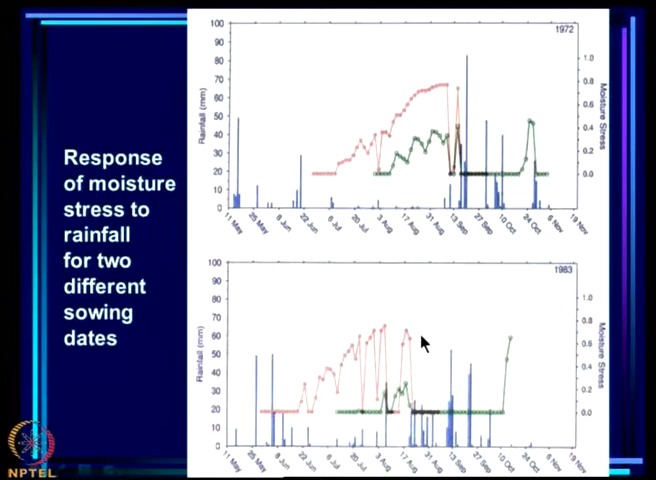 Response
of moisture
stress to
rainfall
for two
different
sowing
dates
1972
100
90
80
70
60
50
40
30
20
10
0
Rainfall (mm)
1.0
0.8
0.6
0.4
0.2
0.0
Moisture Stress
11 May
25 May
8 Jun
22 Jun
6 Jul
20 Jul
3 Aug
17 Aug
31 Aug
13 Sep
27 Sep
10 Oct
24 Oct
6 Nov
19 Nov
1983
100
90
80
70
60
50
40
30
20
10
0
Rainfall (mm)
1.0
0.8
0.6
0.4
0.2
0.0
Moisture Stress
11 May
25 May
8 Jun
22 Jun
6 Jul
20 Jul
3 Aug
17 Aug
31 Aug
13 Sep
27 Sep
10 Oct
24 Oct
6 Nov
19 Nov
NPTEL